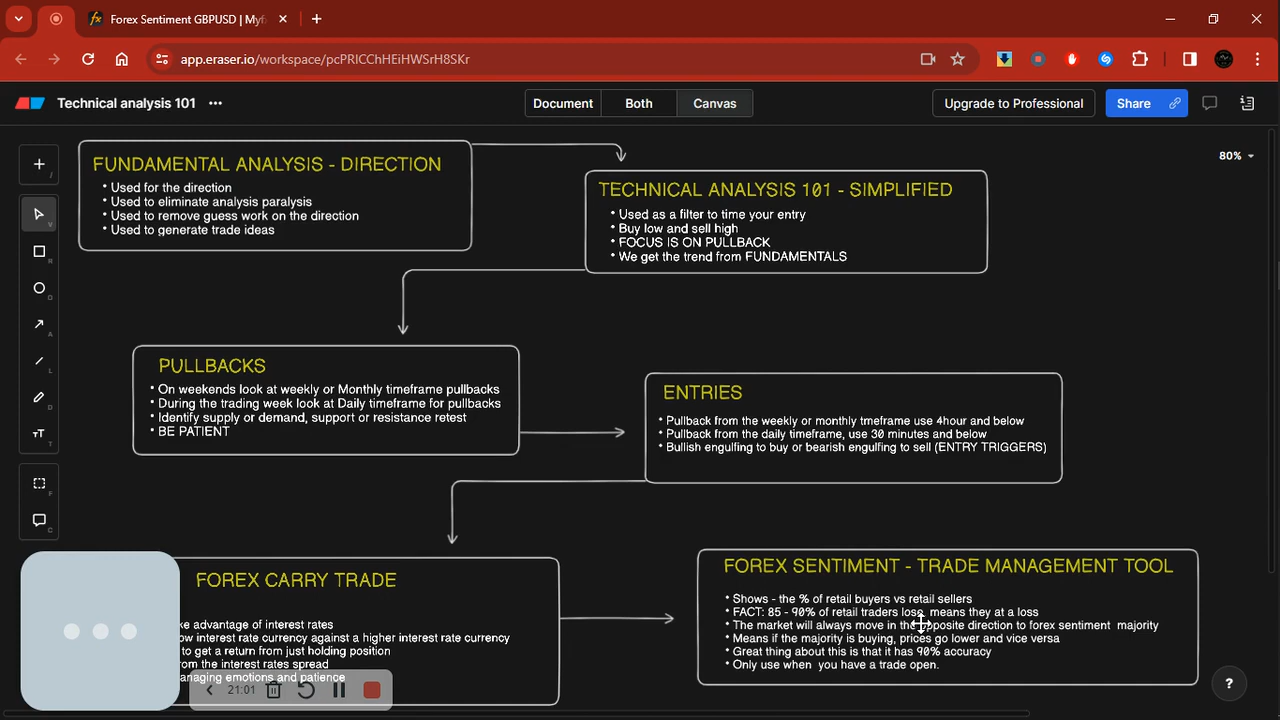 Forex Sentiment GBPUSD | Myf
app.eraser.io/workspace/pcPRICChHEiHWSrH8SKr
Technical analysis 101
Document
Both
Canvas
Upgrade to Professional
Share
80%
FUNDAMENTAL ANALYSIS - DIRECTION
• Used for the direction
• Used to eliminate analysis paralysis
• Used to remove guess work on the direction
• Used to generate trade ideas
TECHNICAL ANALYSIS 101 - SIMPLIFIED
• Used as a filter to time your entry
• Buy low and sell high
• FOCUS IS ON PULLBACK
• We get the trend from FUNDAMENTALS
PULLBACKS
• On weekends look at weekly or Monthly timeframe pullbacks
• During the trading week look at Daily timeframe for pullbacks
• Identify supply or demand, support or resistance retest
• BE PATIENT
ENTRIES
• Pullback from the weekly or monthly tmeframe use 4hour and below
• Pullback from the daily timeframe, use 30 minutes and below
• Bullish engulfing to buy or bearish engulfing to sell (ENTRY TRIGGERS)
FOREX CARRY TRADE
advantage of interest rates
interest rate currency against a higher interest rate currency
to get a return from just holding position
from the interest rates spread
emotions and patience
21:01
FOREX SENTIMENT - TRADE MANAGEMENT TOOL
• Shows - the % of retail buyers vs retail sellers
• FACT: 85 - 90% of retail traders loss, means they at a loss
• The market will always move in the opposite direction to forex sentiment majority
• Means if the majority is buying, prices go lower and vice versa
• Great thing about this is that it has 90% accuracy
• Only use when you have a trade open.
?